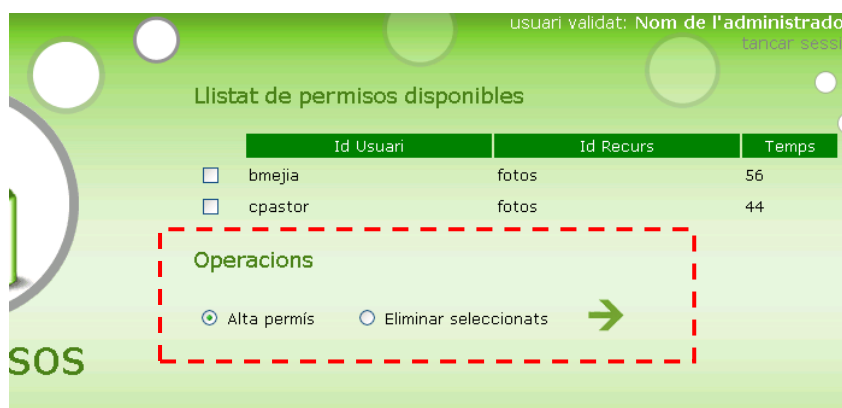 usuari validat: Nom de l'administrado
tancar sessi
Llistat de permisos disponibles
Id Usuari Id Recurs Temps
bmejia fotos 56
cpastor fotos 44
Operacions
Alta permís Eliminar seleccionats
sos